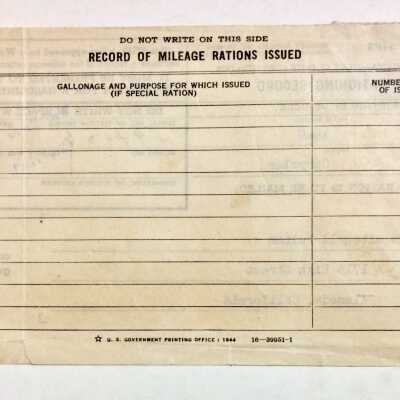 DO NOT WRITE ON THIS SIDE
RECORD OF MILEAGE RATIONS ISSUED
GALLONAGE AND PURPOSE FOR WHICH ISSUED
(IF SPECIAL RATION)
NUMBER
OF IS
☆ U. S. GOVERNMENT PRINTING OFFICE : 1944 16—39951-1